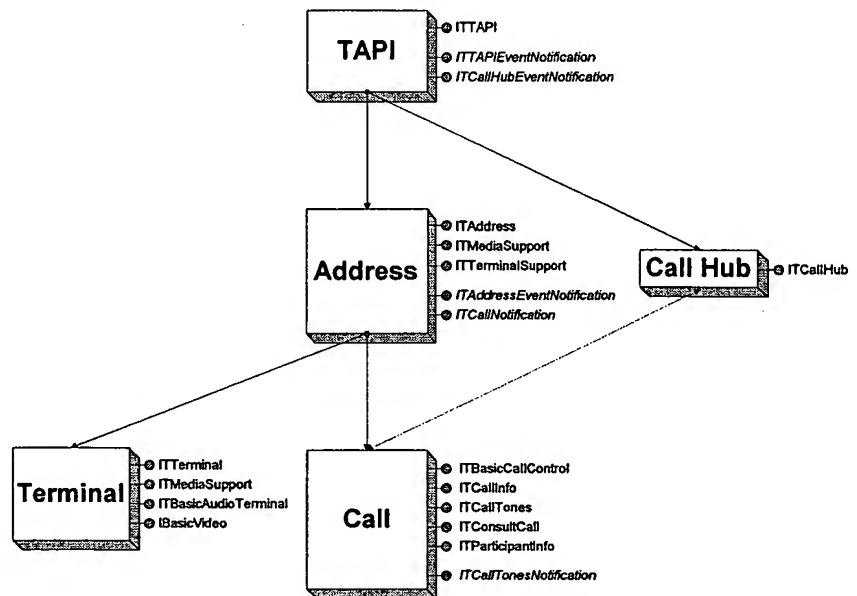 TAPI
ITTAPI
ITTAPIEventNotification
ITCallHubEventNotification
Address
ITAddress
ITMediaSupport
ITTerminalSupport
ITAddressEventNotification
ITCallNotification
Call Hub
ITCallHub
Terminal
ITTerminal
ITMediaSupport
ITBasicAudioTerminal
IBasicVideo
Call
ITBasicCallControl
ITCallInfo
ITCallTones
ITConsultCall
ITParticipantInfo
ITCallTonesNotification